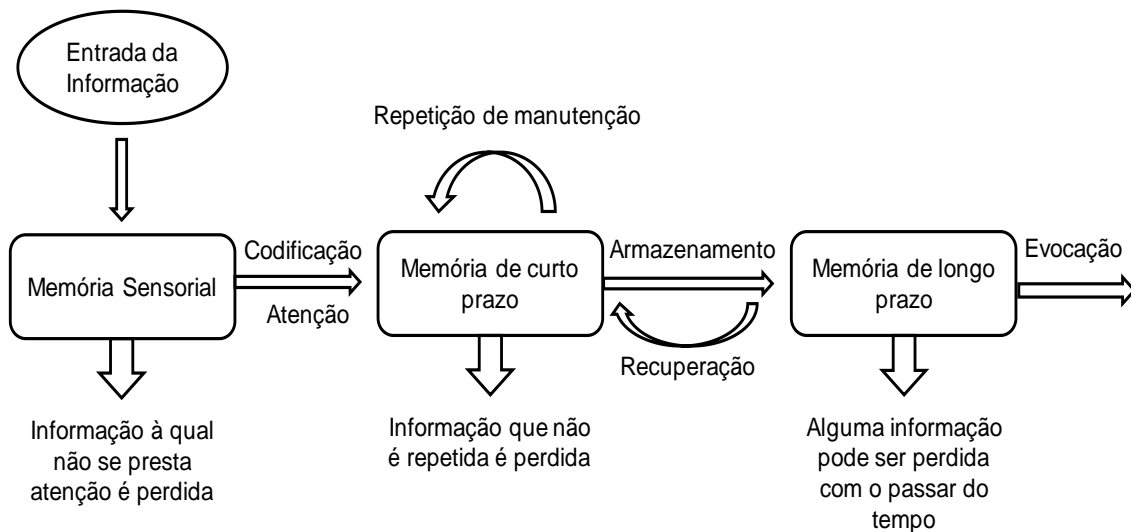 Entrada da
Informação
Repetição de manutenção
Memória Sensorial
Codificação
Atenção
Memória de curto
prazo
Armazenamento
Recuperação
Memória de longo
prazo
Evocação
Informação à qual
não se presta
atenção é perdida
Informação que não
é repetida é perdida
Alguma informação
pode ser perdida
com o passar do
tempo